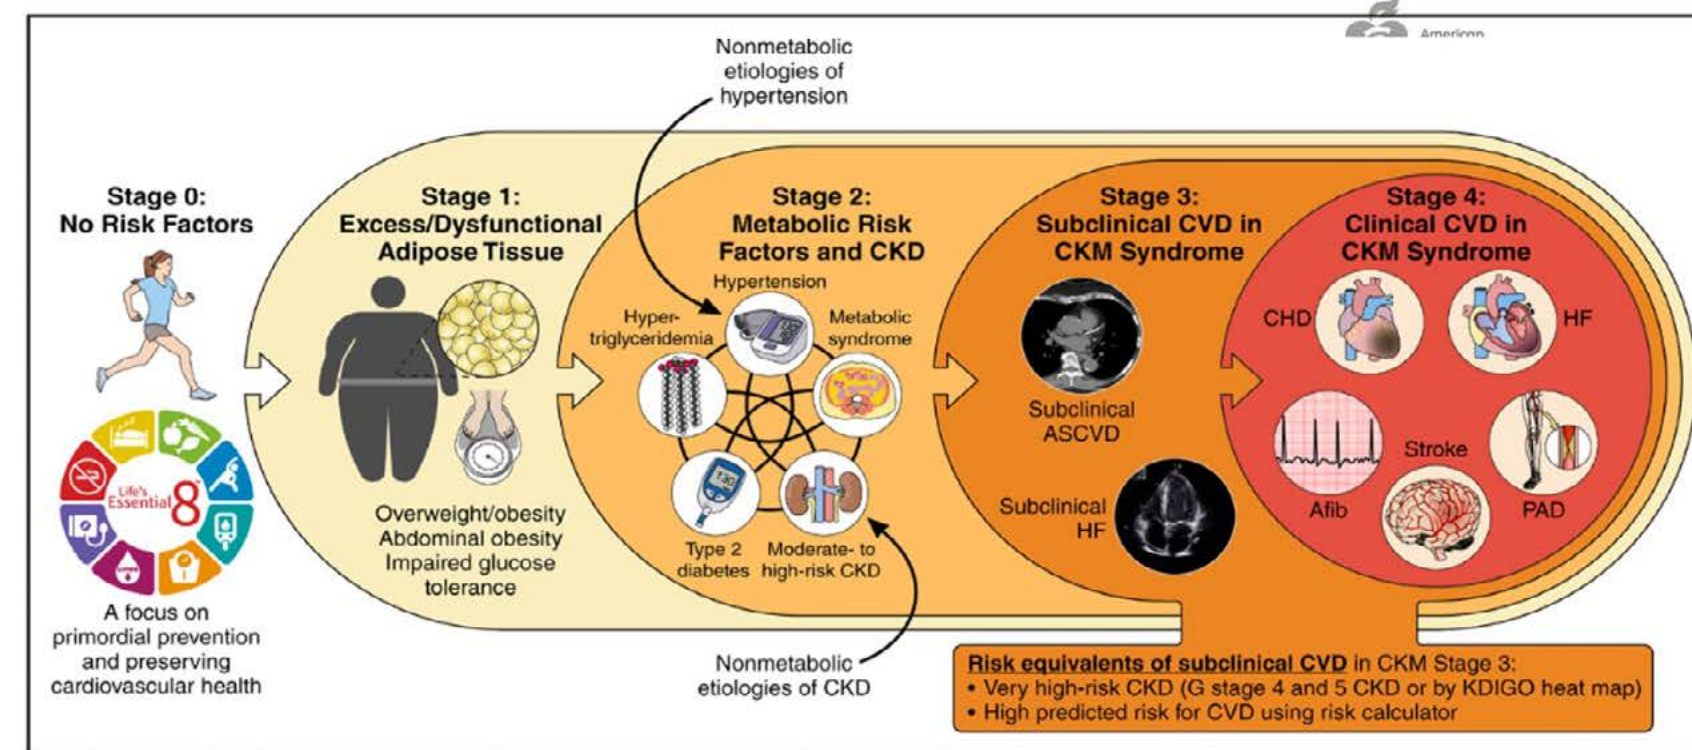 American
Nonmetabolic
etiologies of
hypertension
Stage 0:
No Risk Factors
Life's
Essential 8™
A focus on
primordial prevention
and preserving
cardiovascular health
Stage 1:
Excess/Dysfunctional
Adipose Tissue
Overweight/obesity
Abdominal obesity
Impaired glucose
tolerance
Stage 2:
Metabolic Risk
Factors and CKD
Hypertension
Hyper-
triglyceridemia
Metabolic
syndrome
Type 2
diabetes
Moderate- to
high-risk CKD
Nonmetabolic
etiologies of CKD
Stage 3:
Subclinical CVD in
CKM Syndrome
Subclinical
ASCVD
Subclinical
HF
Stage 4:
Clinical CVD in
CKM Syndrome
CHD
HF
Afib
Stroke
PAD
Risk equivalents of subclinical CVD in CKM Stage 3:
• Very high-risk CKD (G stage 4 and 5 CKD or by KDIGO heat map)
• High predicted risk for CVD using risk calculator